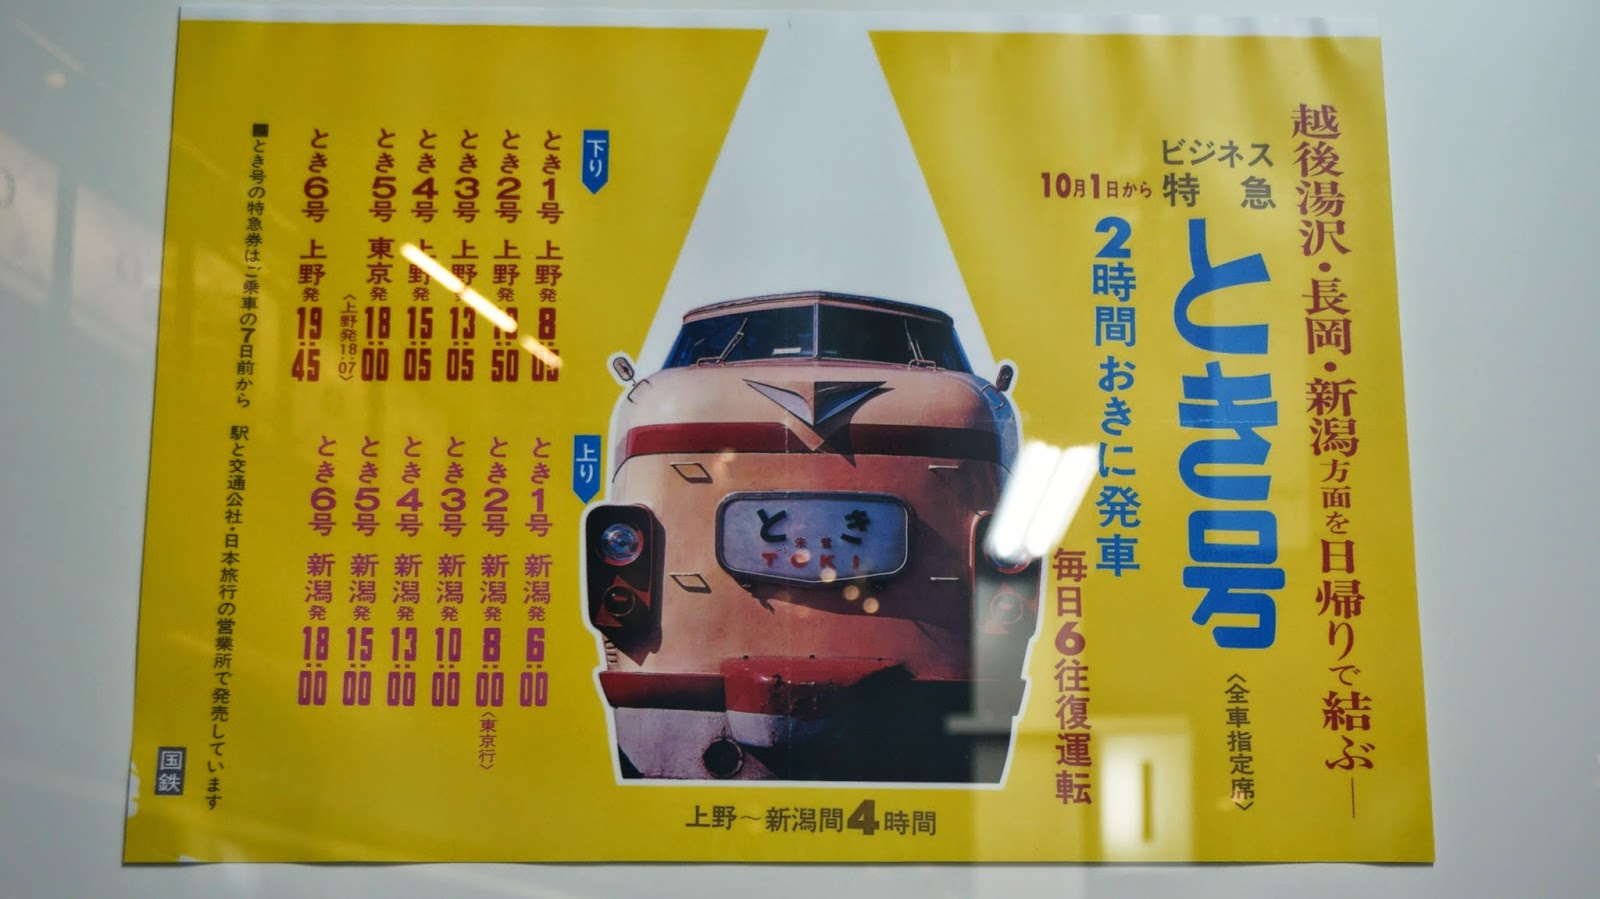 越後湯沢・長岡・新潟方面を日帰りで結ぶ―
ビジネス
特急
とき号
〈全車指定席〉
10月1日から
2時間おきに発車
毎日6往復運転
とき
朱鷺
TOKI
上野～新潟間4時間
下り
とき1号 上野発 8:05
とき2号 上野発 :50
とき3号 上野発 13:05
とき4号 上野発 15:05
とき5号 東京発 18:00
〈上野発18:07〉
とき6号 上野発 19:45
上り
とき1号 新潟発 6:00
とき2号 新潟発 8:00
〈東京行〉
とき3号 新潟発 10:00
とき4号 新潟発 13:00
とき5号 新潟発 15:00
とき6号 新潟発 18:00
■とき号の特急券はご乗車の7日前から 駅と交通公社・日本旅行の営業所で発売しています
国鉄